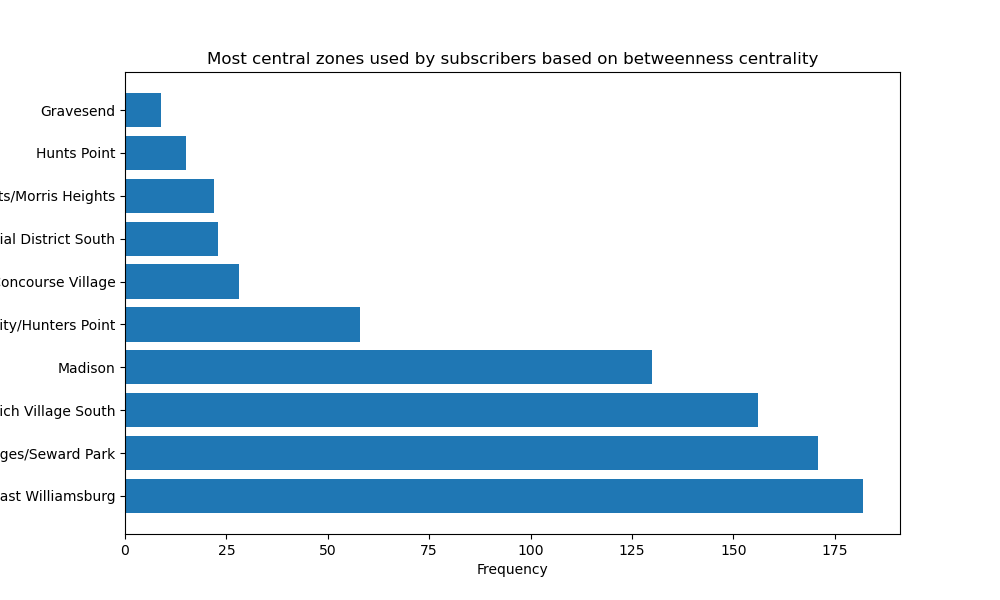 Most central zones used by subscribers based on betweenness centrality
Gravesend
Hunts Point
ts/Morris Heights
ial District South
Concourse Village
ity/Hunters Point
Madison
ich Village South
ges/Seward Park
ast Williamsburg
0 25 50 75 100 125 150 175
Frequency